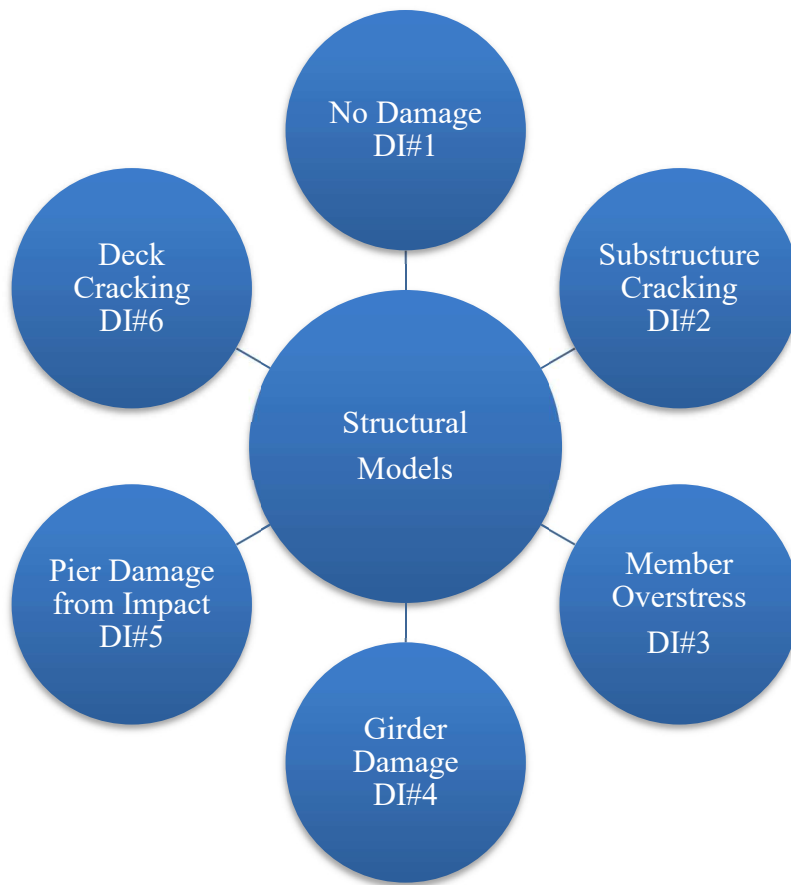 No Damage
DI#1
Substructure
Cracking
DI#2
Member
Overstress
DI#3
Girder
Damage
DI#4
Pier Damage
from Impact
DI#5
Deck
Cracking
DI#6
Structural
Models